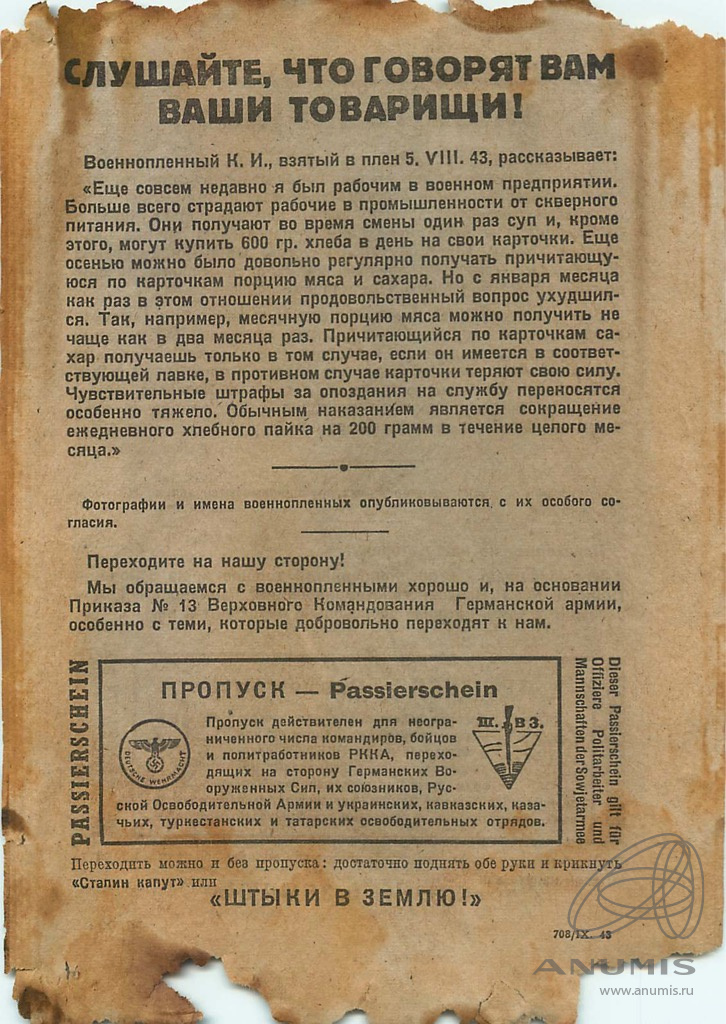 СЛУШАЙТЕ, ЧТО ГОВОРЯТ ВАМ
ВАШИ ТОВАРИЩИ!
Военнопленный К. И., взятый в плен 5. VIII. 43, рассказывает:
«Еще совсем недавно я был рабочим в военном предприятии.
Больше всего страдают рабочие в промышленности от скверного
питания. Они получают во время смены один раз суп и, кроме
этого, могут купить 600 гр. хлеба в день на свои карточки. Еще
осенью можно было довольно регулярно получать причитающу-
юся по карточкам порцию мяса и сахара. Но с января месяца
как раз в этом отношении продовольственный вопрос ухудшил-
ся. Так, например, месячную порцию мяса можно получить не
чаще как в два месяца раз. Причитающийся по карточкам са-
хар получаешь только в том случае, если он имеется в соответ-
ствующей лавке, в противном случае карточки теряют свою силу.
Чувствительные штрафы за опоздания на службу переносятся
особенно тяжело. Обычным наказанием является сокращение
ежедневного хлебного пайка на 200 грамм в течение целого ме-
сяца.»
Фотографии и имена военнопленных опубликовываются с их особого со-
гласия.
Переходите на нашу сторону!
Мы обращаемся с военнопленными хорошо и, на основании
Приказа № 13 Верховного Командования Германской армии,
особенно с теми, которые добровольно переходят к нам.
PASSIERSCHEIN
ПРОПУСК — Passierschein
DEUTSCHE WEHRMACHT
Пропуск действителен для неогра-
ниченного числа командиров, бойцов
и политработников РККА, перехо-
дящих на сторону Германских Во-
оруженных Сил, их союзников, Рус-
ской Освободительной Армии и украинских, кавказских, каза-
чьих, туркестанских и татарских освободительных отрядов.
Ш. В З.
Dieser Passierschein gilt für
Offiziere Politarbeiter und
Mannschaften der Sowjetarmee
Переходить можно и без пропуска: достаточно поднять обе руки и крикнуть
«Сталин капут» или
«ШТЫКИ В ЗЕМЛЮ!»
708/IX. 43
ANUMIS
www.anumis.ru